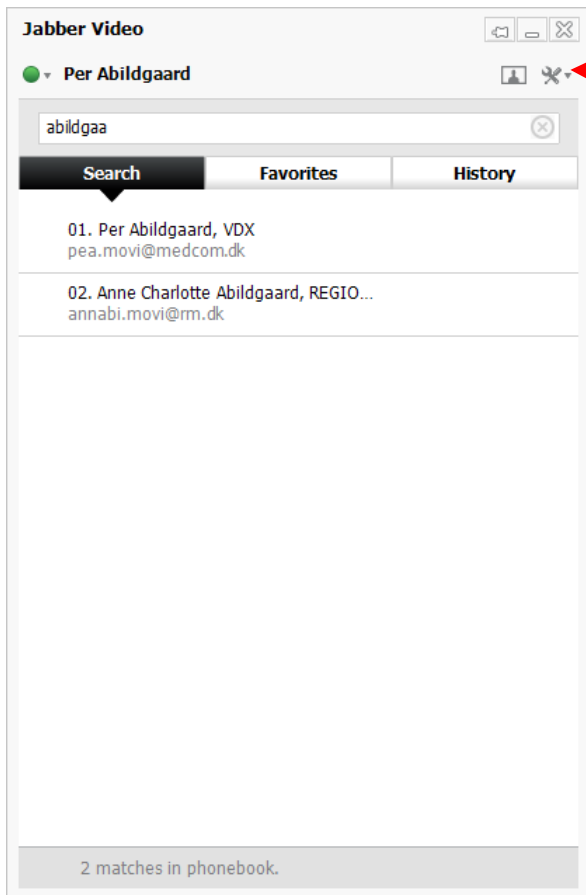 Jabber Video
Per Abildgaard
abildgaa
Search Favorites History
01. Per Abildgaard, VDX
pea.movi@medcom.dk
02. Anne Charlotte Abildgaard, REGIO...
annabi.movi@rm.dk
2 matches in phonebook.